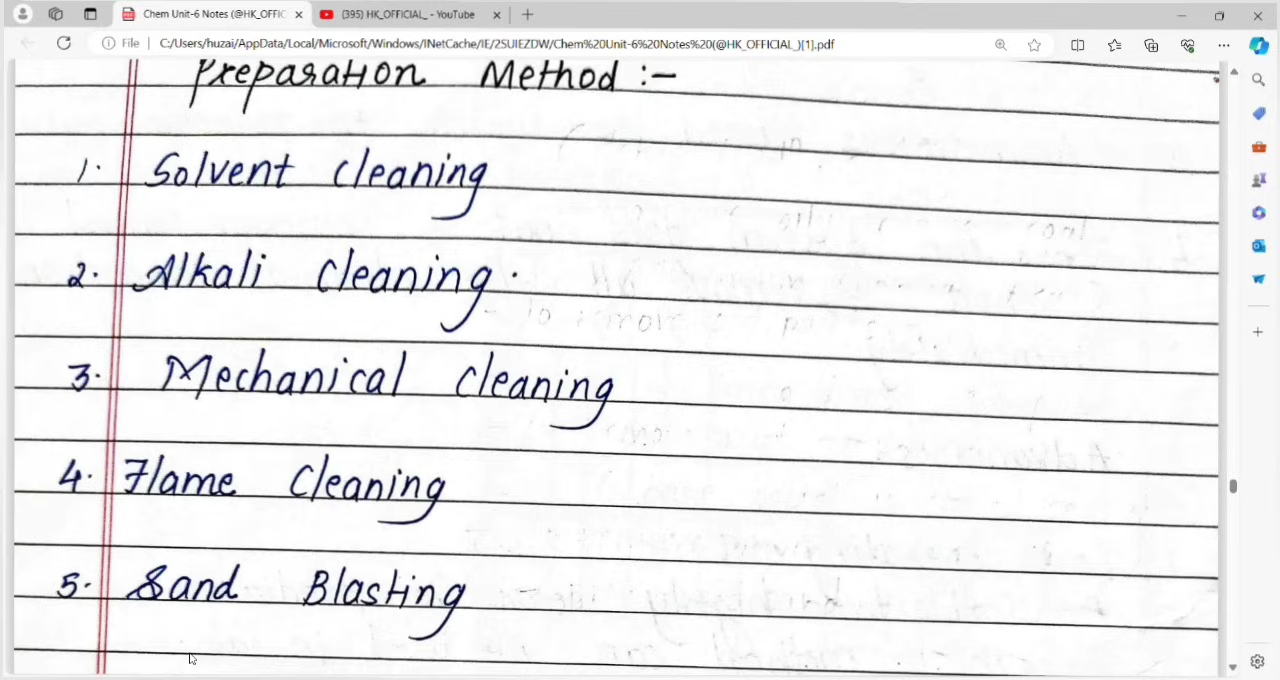 Chem Unit-6 Notes (@HK_OFFIC
(395) HK_OFFICIAL_ - YouTube
File | C:/Users/huzai/AppData/Local/Microsoft/Windows/INetCache/IE/2SUIEZDW/Chem%20Unit-6%20Notes%20(@HK_OFFICIAL_)[1].pdf
Preparation Method :-
1. Solvent Cleaning
2. Alkali Cleaning.
3. Mechanical Cleaning
4. Flame Cleaning
5. Sand Blasting